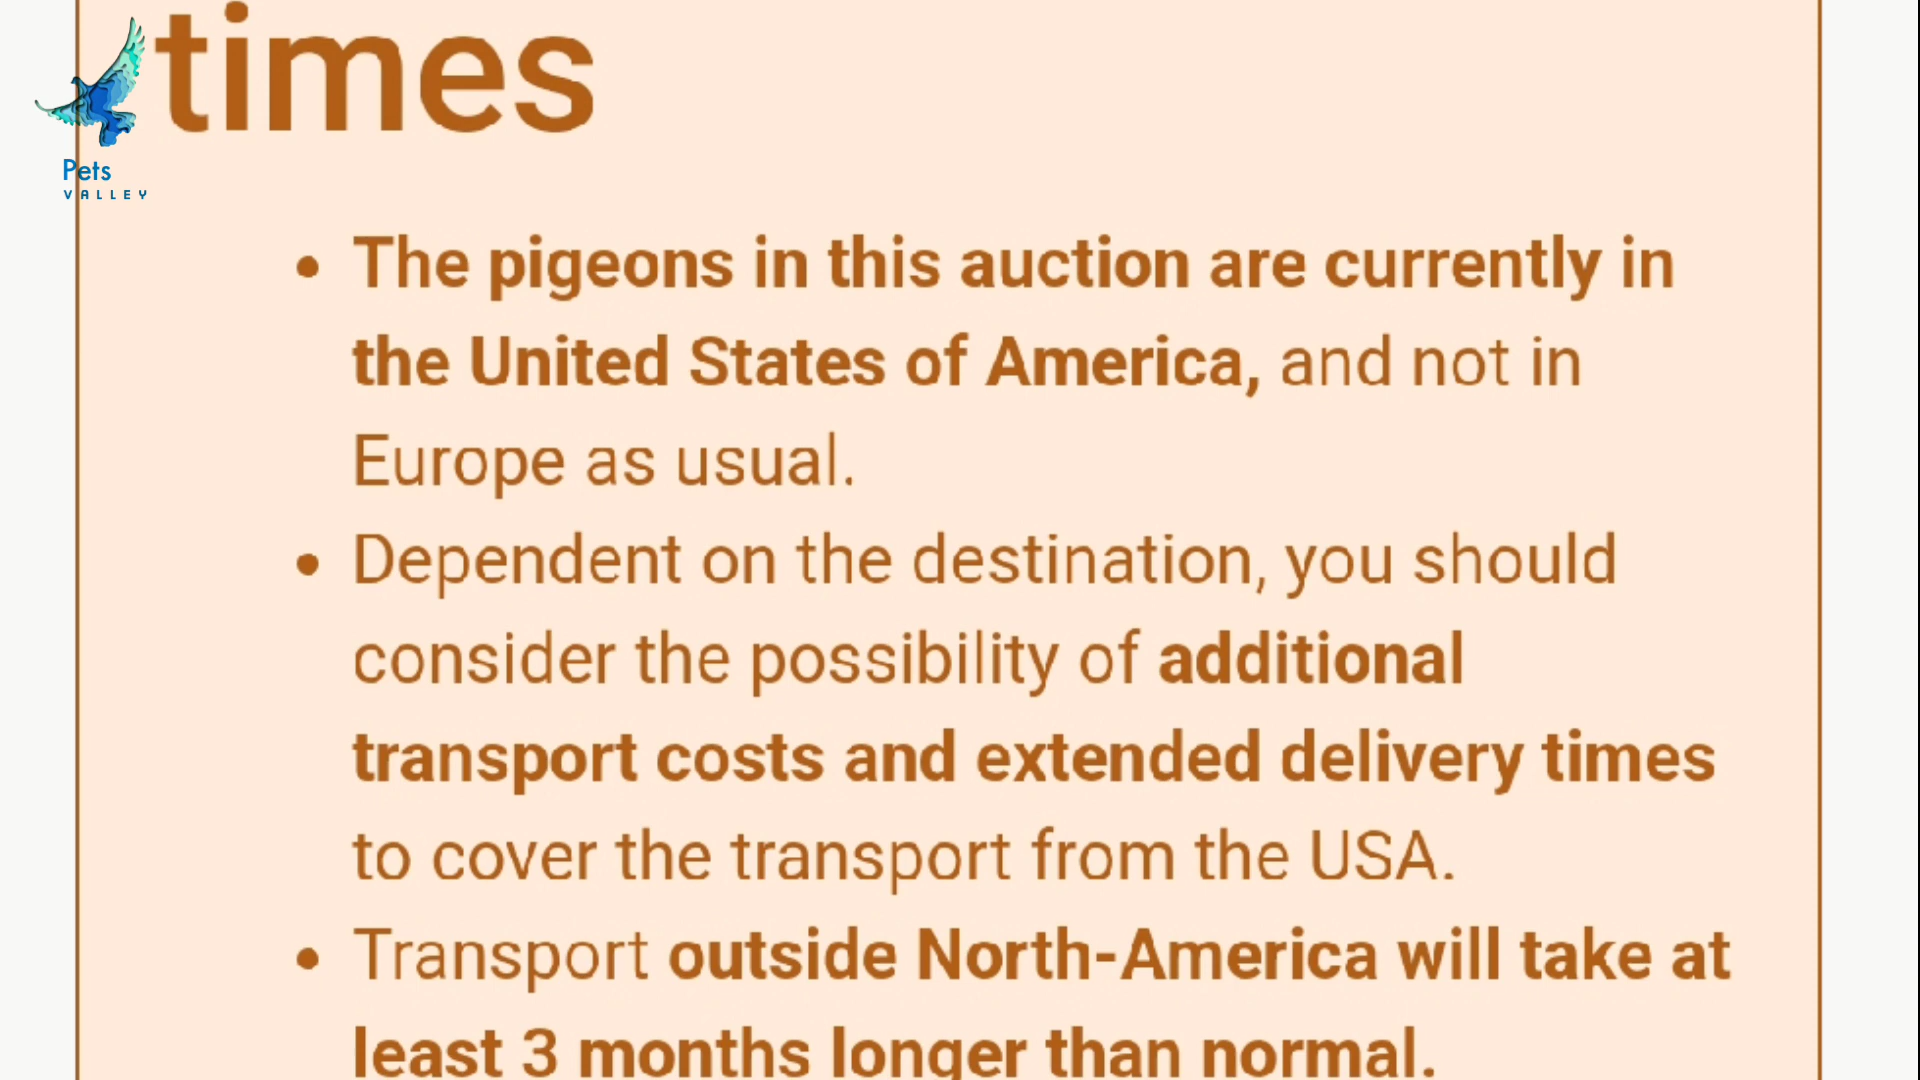 times
Pets
VALLEY
• The pigeons in this auction are currently in
the United States of America, and not in
Europe as usual.
• Dependent on the destination, you should
consider the possibility of additional
transport costs and extended delivery times
to cover the transport from the USA.
• Transport outside North-America will take at
least 3 months longer than normal.